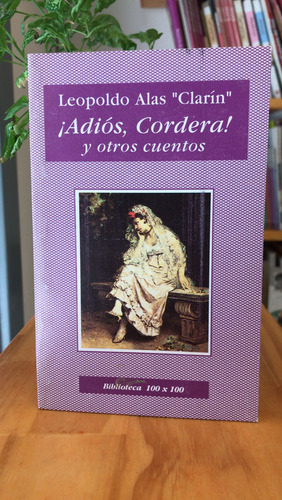 Leopoldo Alas "Clarín"
¡Adiós, Cordera!
y otros cuentos
Biblioteca 100 x 100